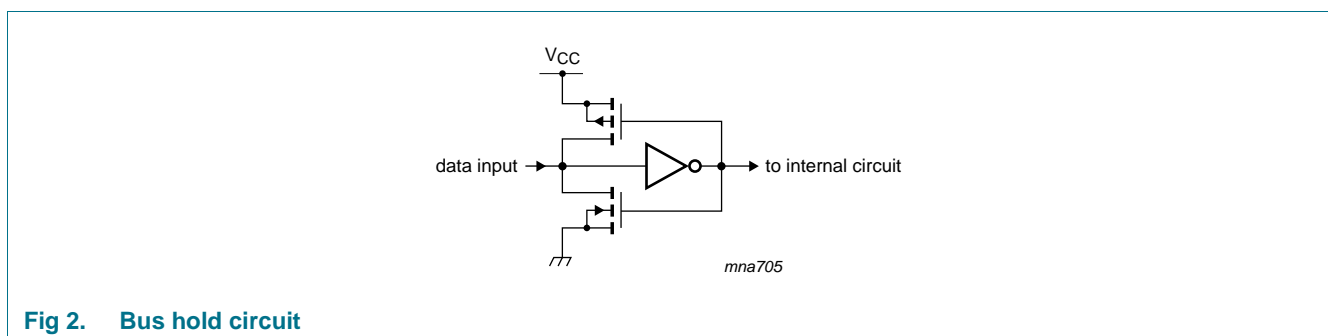 VCC
data input
to internal circuit
mna705
Fig 2. Bus hold circuit